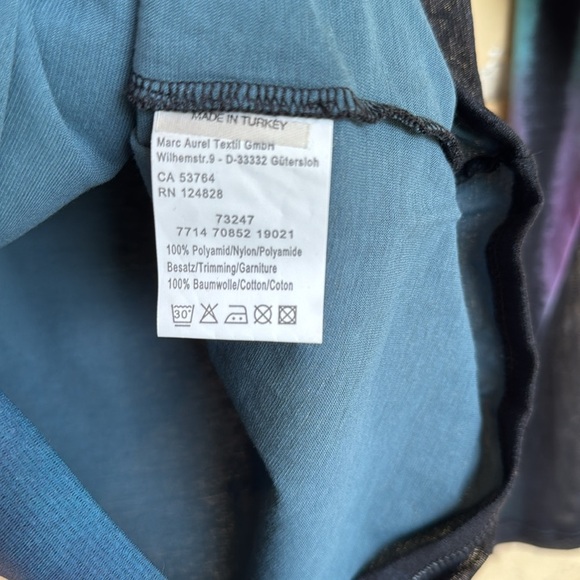 MADE IN TURKEY
Marc Aurel Textil GmbH
Wilhemstr.9 - D-33332 Gütersloh
CA 53764
RN 124828
73247
7714 70852 19021
100% Polyamid/Nylon/Polyamide
Besatz/Trimming/Garniture
100% Baumwolle/Cotton/Coton
30°